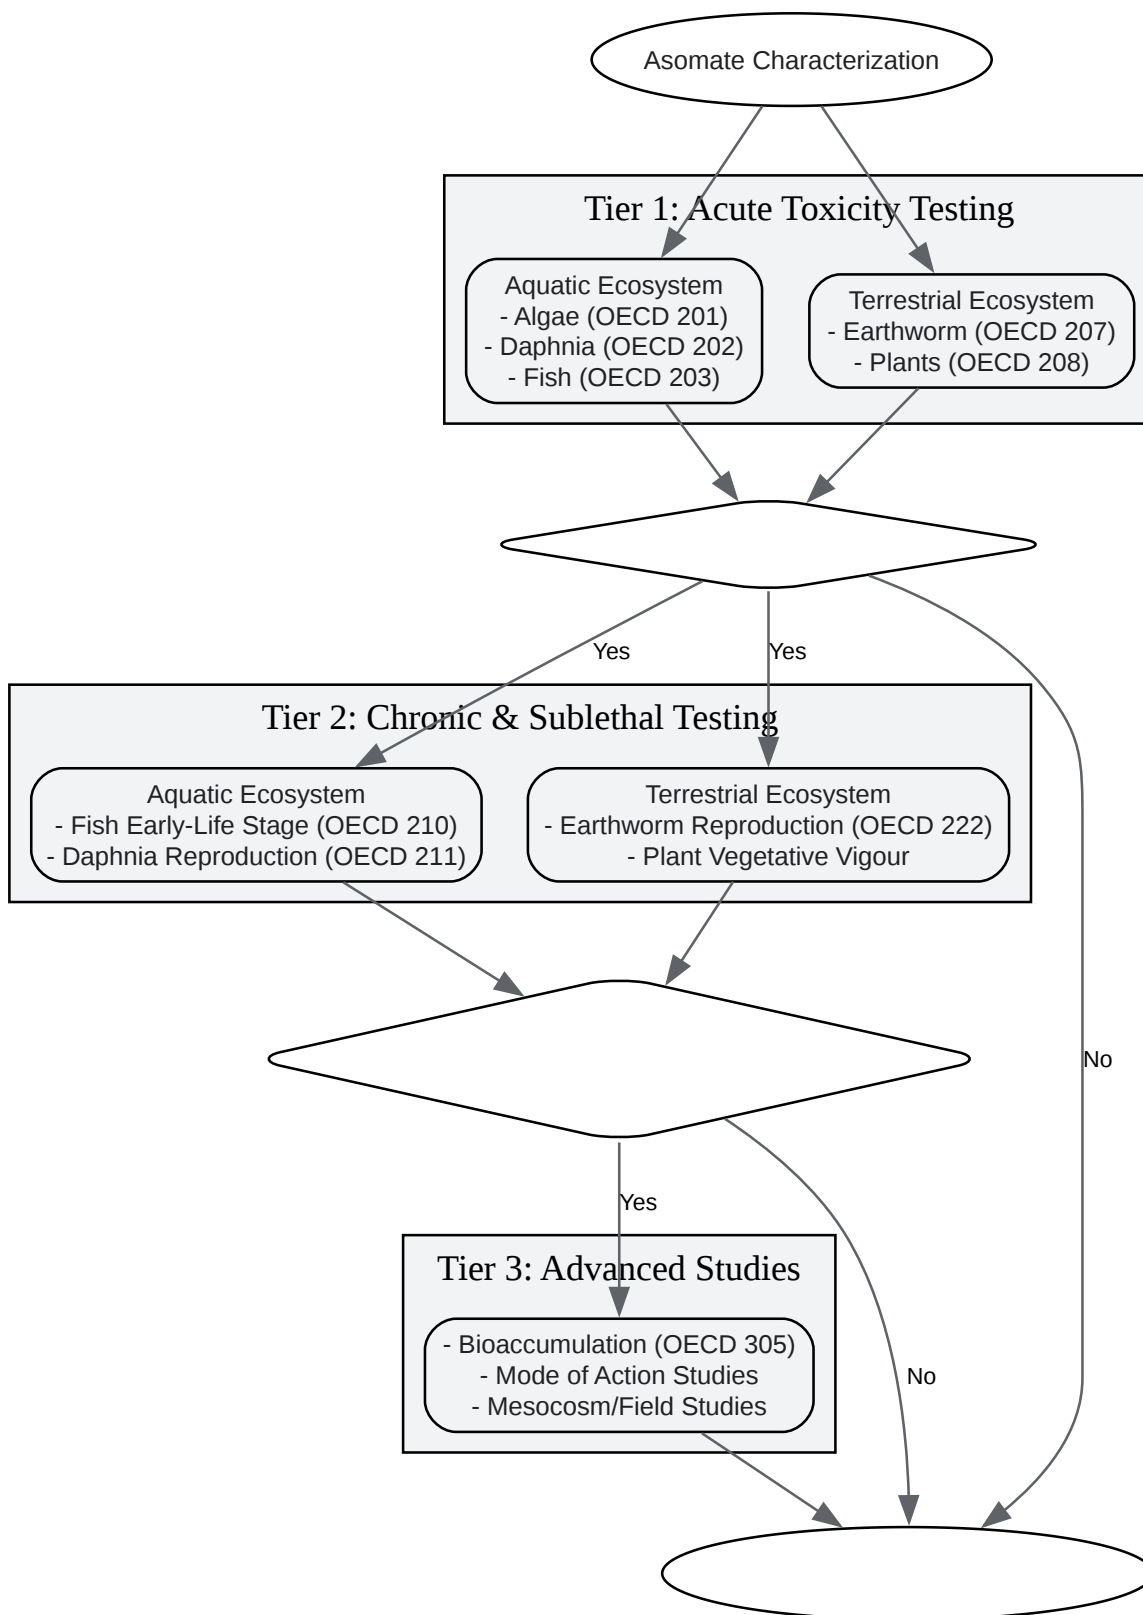 Asomate Characterization
Tier 1: Acute Toxicity Testing
Aquatic Ecosystem
- Algae (OECD 201)
- Daphnia (OECD 202)
- Fish (OECD 203)
Terrestrial Ecosystem
- Earthworm (OECD 207)
- Plants (OECD 208)
Yes
Yes
Tier 2: Chronic & Sublethal Testing
Aquatic Ecosystem
- Fish Early-Life Stage (OECD 210)
- Daphnia Reproduction (OECD 211)
Terrestrial Ecosystem
- Earthworm Reproduction (OECD 222)
- Plant Vegetative Vigour
No
Yes
Tier 3: Advanced Studies
- Bioaccumulation (OECD 305)
- Mode of Action Studies
- Mesocosm/Field Studies
No